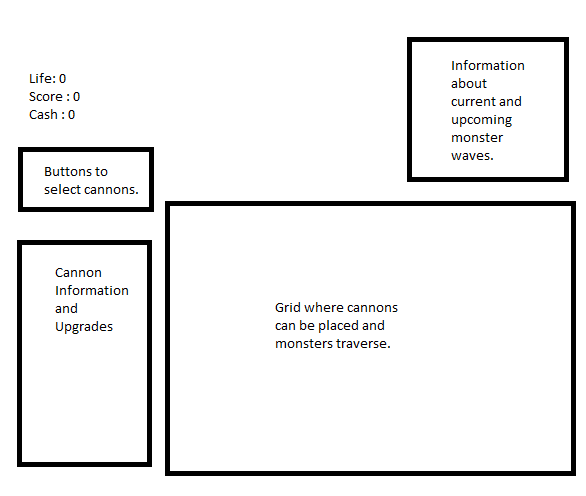 Life: 0
Score : 0
Cash : 0
Information
about
current and
upcoming
monster
waves.
Buttons to
select cannons.
Cannon
Information
and
Upgrades
Grid where cannons
can be placed and
monsters traverse.